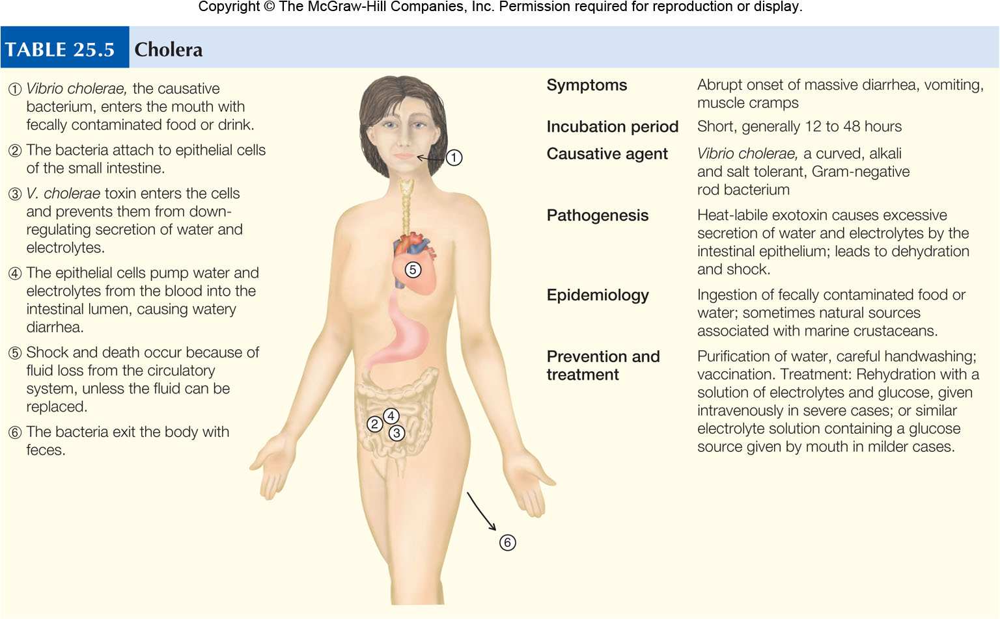 Copyright © The McGraw-Hill Companies, Inc. Permission required for reproduction or display.
TABLE 25.5 Cholera
① Vibrio cholerae, the causative
bacterium, enters the mouth with
fecally contaminated food or drink.
② The bacteria attach to epithelial cells
of the small intestine.
③ V. cholerae toxin enters the cells
and prevents them from down-
regulating secretion of water and
electrolytes.
④ The epithelial cells pump water and
electrolytes from the blood into the
intestinal lumen, causing watery
diarrhea.
⑤ Shock and death occur because of
fluid loss from the circulatory
system, unless the fluid can be
replaced.
⑥ The bacteria exit the body with
feces.
①
⑤
④
②
③
⑥
Symptoms
Abrupt onset of massive diarrhea, vomiting,
muscle cramps
Incubation period
Short, generally 12 to 48 hours
Causative agent
Vibrio cholerae, a curved, alkali
and salt tolerant, Gram-negative
rod bacterium
Pathogenesis
Heat-labile exotoxin causes excessive
secretion of water and electrolytes by the
intestinal epithelium; leads to dehydration
and shock.
Epidemiology
Ingestion of fecally contaminated food or
water; sometimes natural sources
associated with marine crustaceans.
Prevention and
treatment
Purification of water, careful handwashing;
vaccination. Treatment: Rehydration with a
solution of electrolytes and glucose, given
intravenously in severe cases; or similar
electrolyte solution containing a glucose
source given by mouth in milder cases.